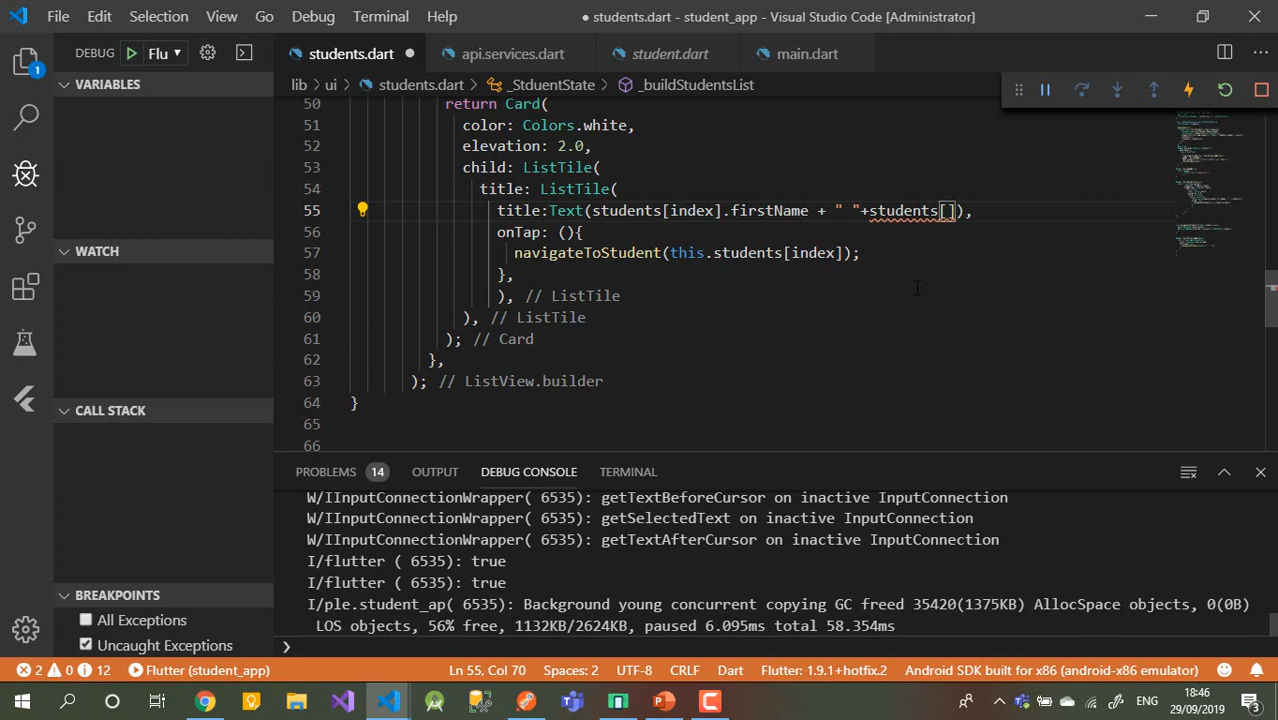 File Edit Selection View Go Debug Terminal Help
● students.dart - student_app - Visual Studio Code [Administrator]
DEBUG Flu
students.dart api.services.dart student.dart main.dart
lib > ui > students.dart > _StduentState > _buildStudentsList
1
VARIABLES
WATCH
CALL STACK
BREAKPOINTS
All Exceptions
Uncaught Exceptions
50 return Card(
51 color: Colors.white,
52 elevation: 2.0,
53 child: ListTile(
54 title: ListTile(
55 title:Text(students[index].firstName + " "+students[]),
56 onTap: (){
57 navigateToStudent(this.students[index]);
58 },
59 ), // ListTile
60 ), // ListTile
61 ); // Card
62 },
63 ); // ListView.builder
64 }
65
66
PROBLEMS 14 OUTPUT DEBUG CONSOLE TERMINAL
W/IInputConnectionWrapper( 6535): getTextBeforeCursor on inactive InputConnection
W/IInputConnectionWrapper( 6535): getSelectedText on inactive InputConnection
W/IInputConnectionWrapper( 6535): getTextAfterCursor on inactive InputConnection
I/flutter ( 6535): true
I/flutter ( 6535): true
I/ple.student_ap( 6535): Background young concurrent copying GC freed 35420(1375KB) AllocSpace objects, 0(0B)
LOS objects, 56% free, 1132KB/2624KB, paused 6.095ms total 58.354ms
2 0 12 Flutter (student_app) Ln 55, Col 70 Spaces: 2 UTF-8 CRLF Dart Flutter: 1.9.1+hotfix.2 Android SDK built for x86 (android-x86 emulator)
ENG 18:46
29/09/2019
3